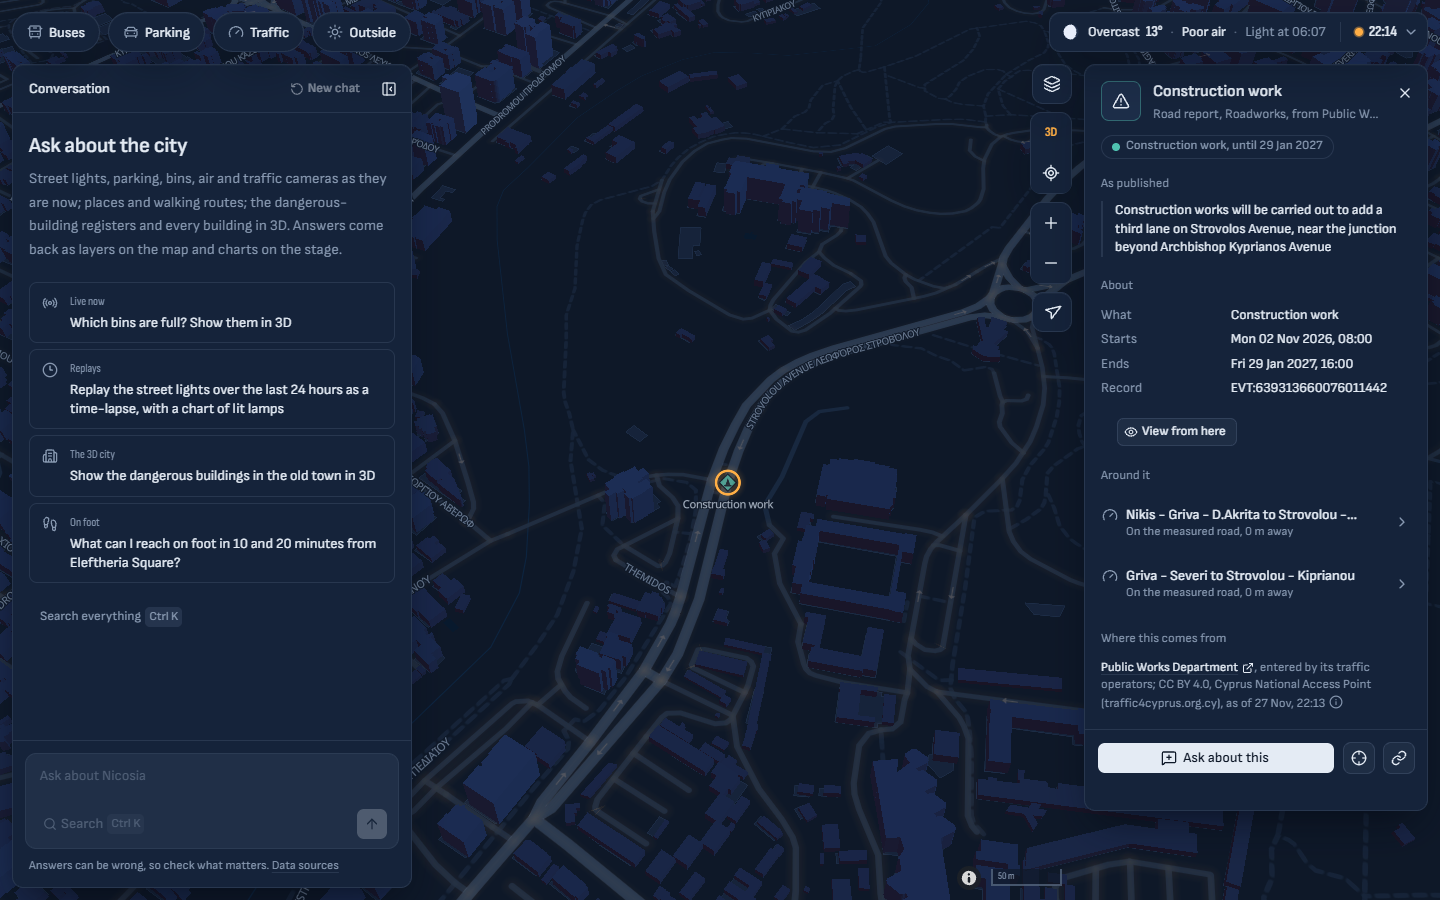 Buses
Parking
Traffic
Outside
Overcast 13° · Poor air · Light at 06:07
22:14
Conversation
New chat
Ask about the city
Street lights, parking, bins, air and traffic cameras as they
are now; places and walking routes; the dangerous-
building registers and every building in 3D. Answers come
back as layers on the map and charts on the stage.
Live now
Which bins are full? Show them in 3D
Replays
Replay the street lights over the last 24 hours as a
time-lapse, with a chart of lit lamps
The 3D city
Show the dangerous buildings in the old town in 3D
On foot
What can I reach on foot in 10 and 20 minutes from
Eleftheria Square?
Search everything Ctrl K
Ask about Nicosia
Search Ctrl K
Answers can be wrong, so check what matters. Data sources
ΚΥΠΡΙΑΚΟΥ
PRODROMOU ΠΡΟΔΡΟΜΟΥ
STROVOLOU AVENUE ΛΕΩΦΟΡΟΣ ΣΤΡΟΒΟΛΟΥ
Construction work
THEMIDOS
ΠΕΔΙΑΙΟΥ
3D
50 m
Construction work
Road report, Roadworks, from Public W...
Construction work, until 29 Jan 2027
As published
Construction works will be carried out to add a
third lane on Strovolos Avenue, near the junction
beyond Archbishop Kyprianos Avenue
About
What Construction work
Starts Mon 02 Nov 2026, 08:00
Ends Fri 29 Jan 2027, 16:00
Record EVT:639313660076011442
View from here
Around it
Nikis - Griva - D.Akrita to Strovolou -...
On the measured road, 0 m away
Griva - Severi to Strovolou - Kiprianou
On the measured road, 0 m away
Where this comes from
Public Works Department , entered by its traffic
operators; CC BY 4.0, Cyprus National Access Point
(traffic4cyprus.org.cy), as of 27 Nov, 22:13
Ask about this